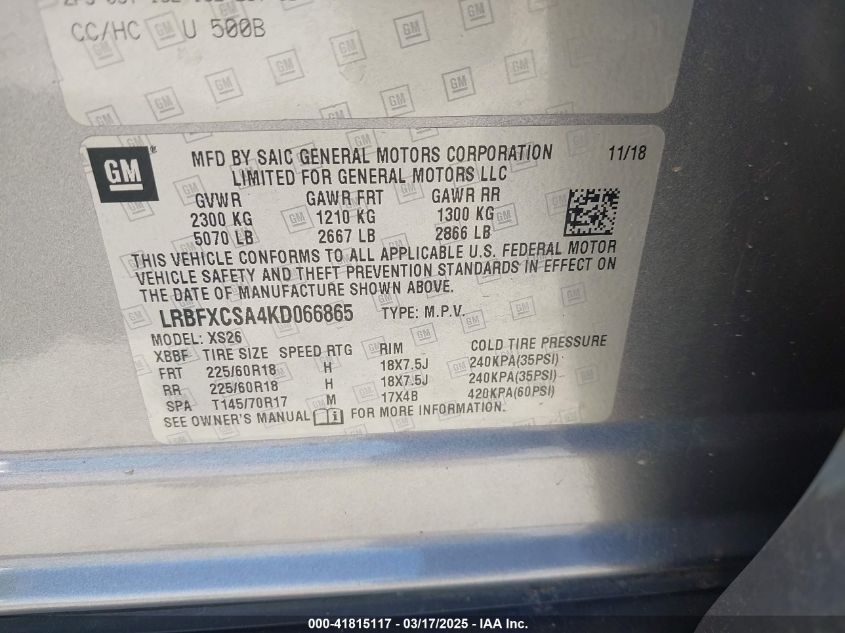 CC/HC U 500B
GM
MFD BY SAIC GENERAL MOTORS CORPORATION 11/18
LIMITED FOR GENERAL MOTORS LLC
GVWR GAWR FRT GAWR RR
2300 KG 1210 KG 1300 KG
5070 LB 2667 LB 2866 LB
THIS VEHICLE CONFORMS TO ALL APPLICABLE U.S. FEDERAL MOTOR
VEHICLE SAFETY AND THEFT PREVENTION STANDARDS IN EFFECT ON
THE DATE OF MANUFACTURE SHOWN ABOVE.
LRBFXCSA4KD066865 TYPE: M.P.V.
MODEL: XS26
XBBF TIRE SIZE SPEED RTG RIM COLD TIRE PRESSURE
FRT 225/60R18 H 18X7.5J 240KPA(35PSI)
RR 225/60R18 H 18X7.5J 240KPA(35PSI)
SPA T145/70R17 M 17X4B 420KPA(60PSI)
SEE OWNER'S MANUAL FOR MORE INFORMATION.
000-41815117 - 03/17/2025 - IAA Inc.